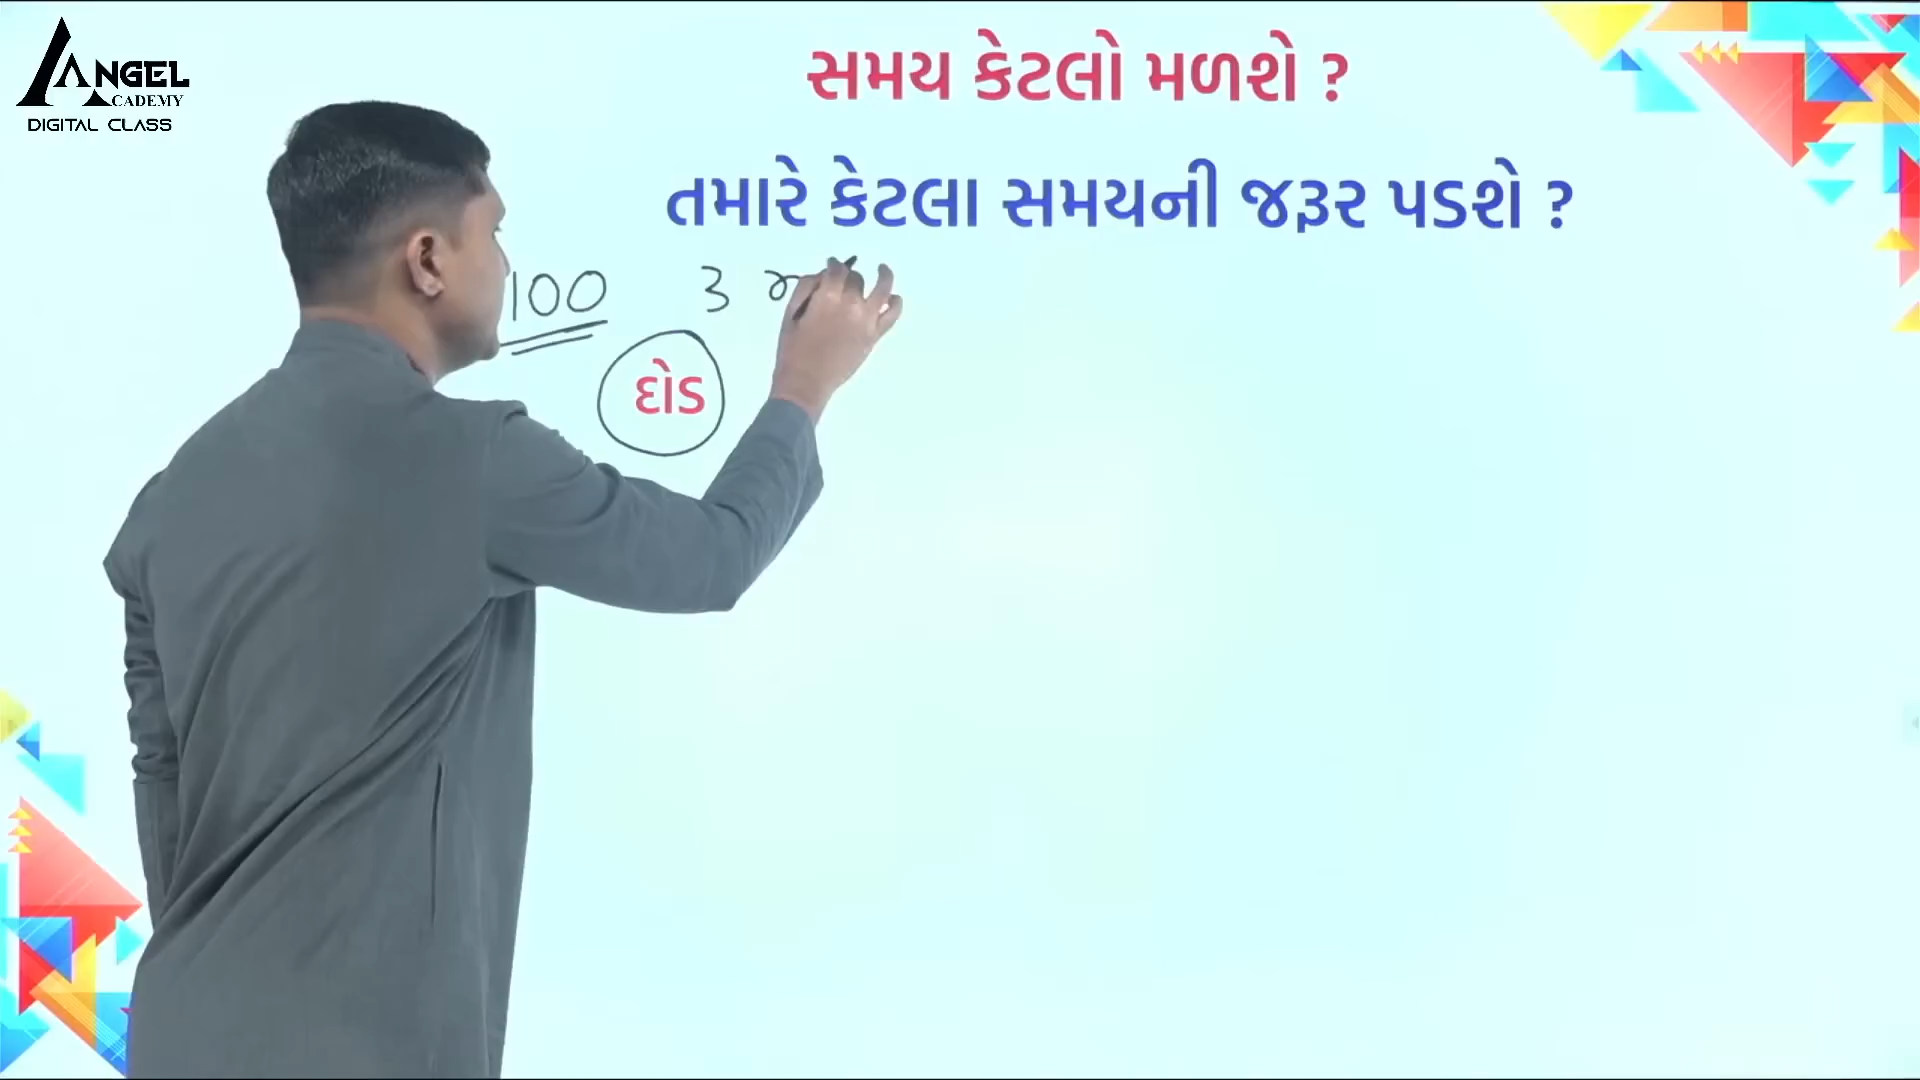 ANGEL
ACADEMY
DIGITAL CLASS
સમય કેટલો મળશે ?
તમારે કેટલા સમયની જરૂર પડશે ?
100 3
દોડ